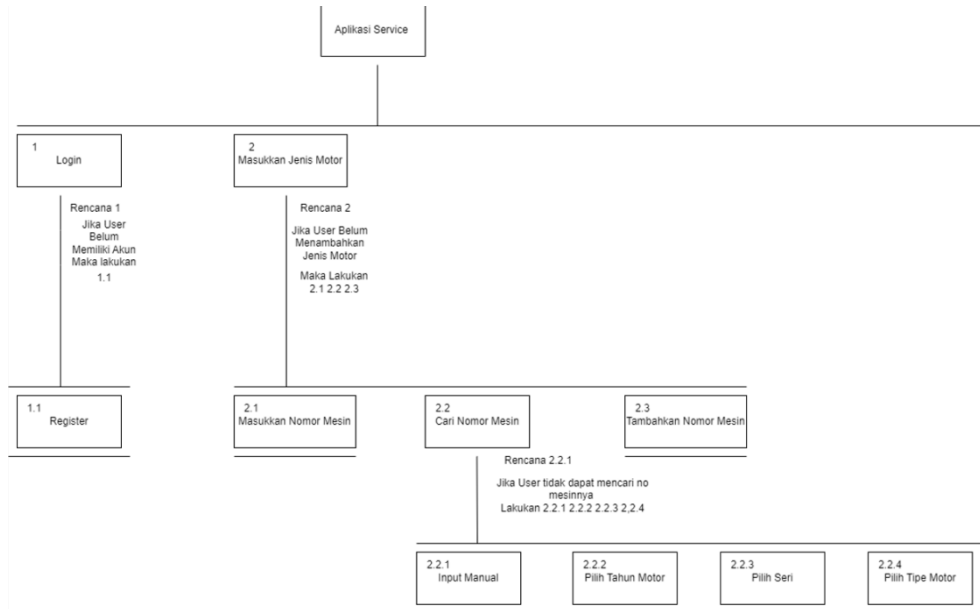 Aplikasi Service
1
Login
2
Masukkan Jenis Motor
Rencana 1
Jika User
Belum
Memiliki Akun
Maka lakukan
1.1
Rencana 2
Jika User Belum
Menambahkan
Jenis Motor
Maka Lakukan
2.1 2.2 2.3
1.1
Register
2.1
Masukkan Nomor Mesin
2.2
Cari Nomor Mesin
2.3
Tambahkan Nomor Mesin
Rencana 2.2.1
Jika User tidak dapat mencari no
mesinnya
Lakukan 2.2.1 2.2.2 2.2.3 2,2.4
2.2.1
Input Manual
2.2.2
Pilih Tahun Motor
2.2.3
Pilih Seri
2.2.4
Pilih Tipe Motor